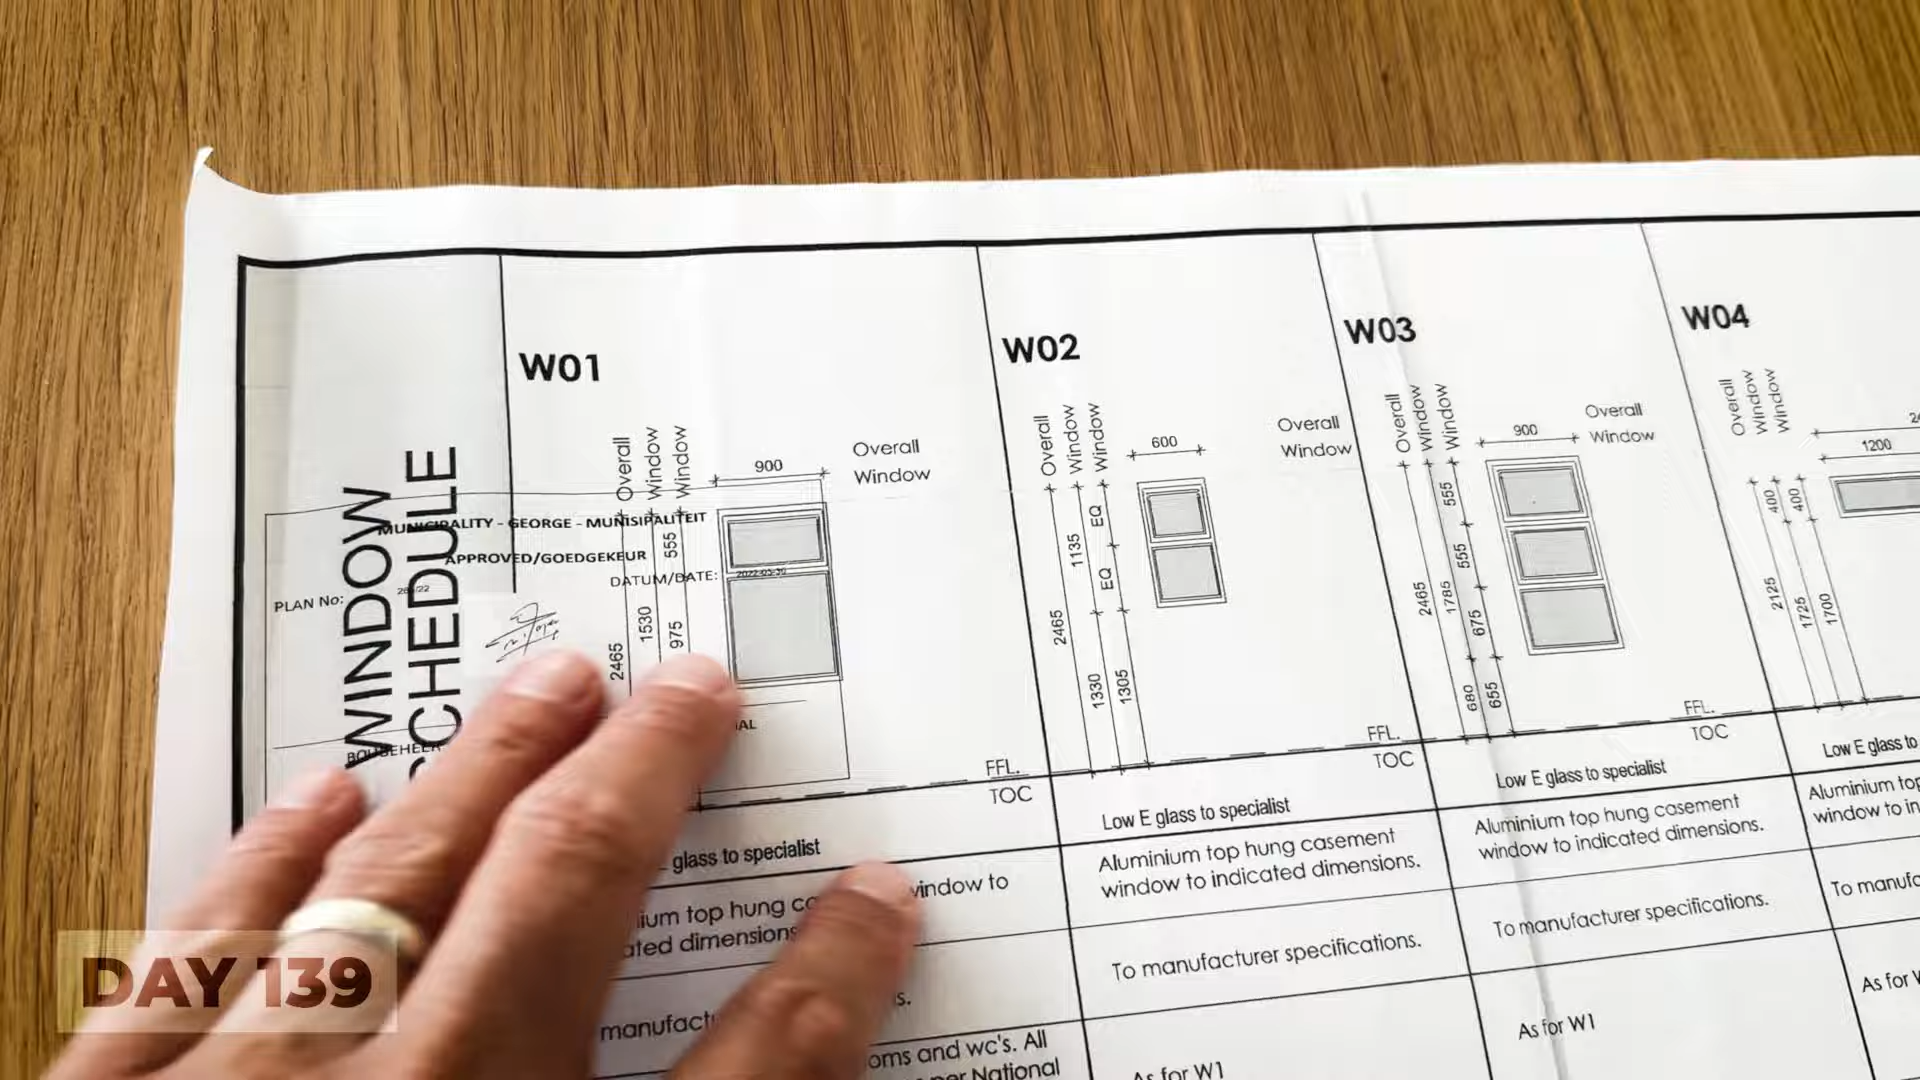 WINDOW
SCHEDULE
MUNICIPALITY - GEORGE - MUNISIPALITEIT
APPROVED/GOEDGEKEUR
DATUM/DATE:
PLAN No:
W01
Overall
Window
Window
900
Overall
Window
555
1530
975
2465
FFL.
TOC
glass to specialist
window to
manufact
oms and wc's. All
per National
W02
Overall
Window
Window
600
Overall
Window
EQ
1135
EQ
2465
1330
1305
FFL.
TOC
Low E glass to specialist
Aluminium top hung casement
window to indicated dimensions.
To manufacturer specifications.
As for W1
W03
Overall
Window
Window
900
Overall
Window
555
555
2465
1785
675
680
655
FFL.
TOC
Low E glass to specialist
Aluminium top hung casement
window to indicated dimensions.
To manufacturer specifications.
As for W1
W04
Overall
Window
Window
1200
400
400
2125
1725
1700
Low E glass to
Aluminium top
window to in
To manufa
As for W
DAY 139